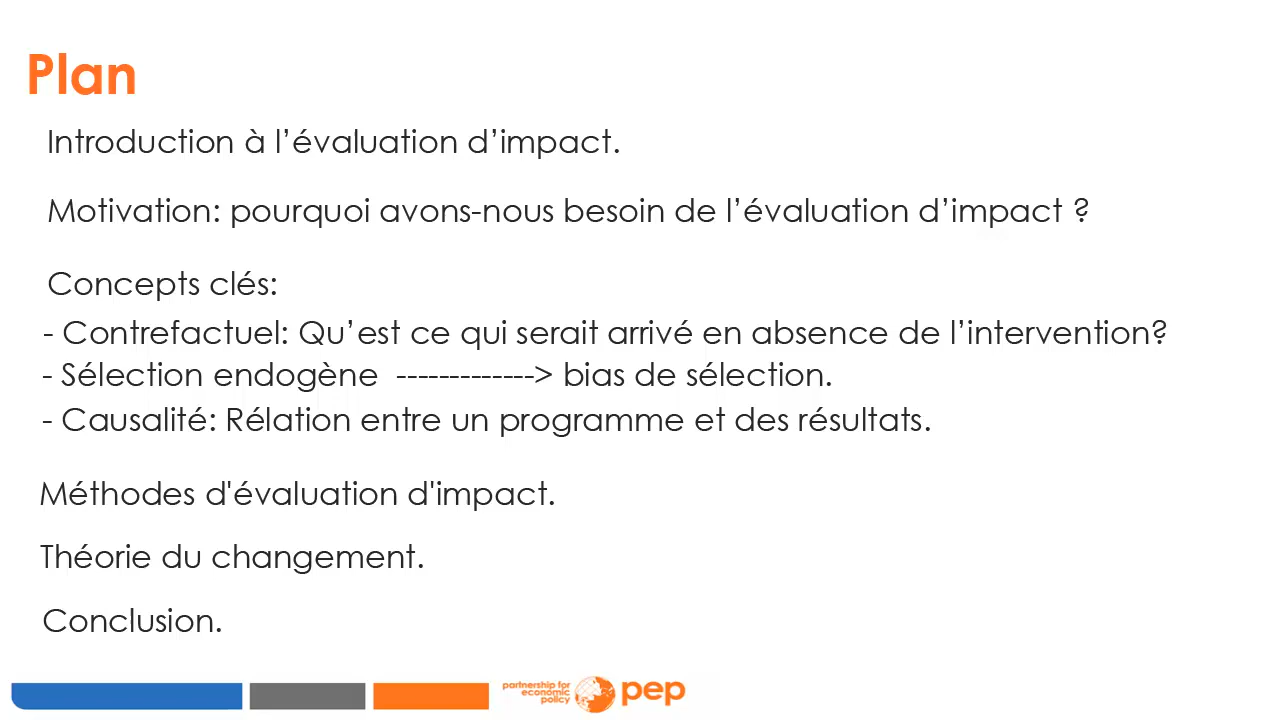 Plan
Introduction à l’évaluation d’impact.
Motivation: pourquoi avons-nous besoin de l’évaluation d’impact ?
Concepts clés:
- Contrefactuel: Qu’est ce qui serait arrivé en absence de l’intervention?
- Sélection endogène -------------> bias de sélection.
- Causalité: Rélation entre un programme et des résultats.
Méthodes d'évaluation d'impact.
Théorie du changement.
Conclusion.
partnership for
economic
policy
pep